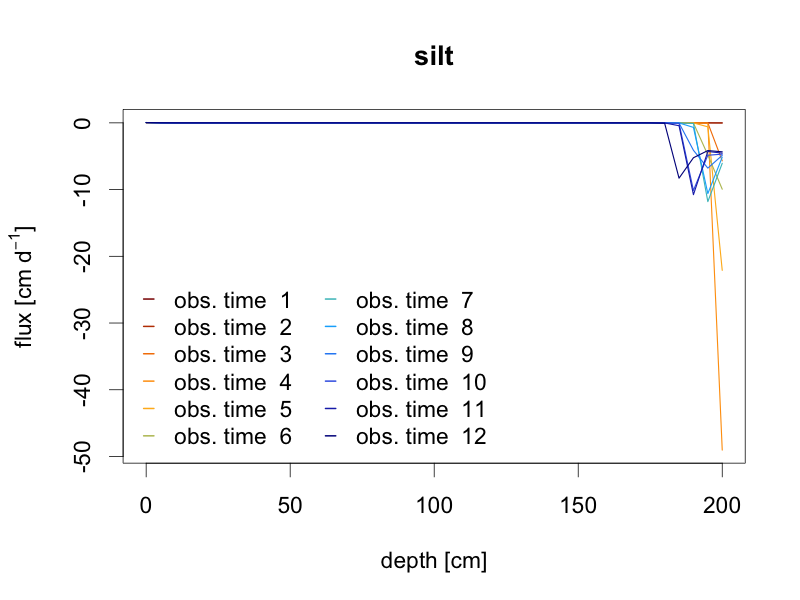 silt
flux [cm d⁻¹]
0
-10
-20
-30
-40
-50
obs. time 1
obs. time 2
obs. time 3
obs. time 4
obs. time 5
obs. time 6
obs. time 7
obs. time 8
obs. time 9
obs. time 10
obs. time 11
obs. time 12
0 50 100 150 200
depth [cm]